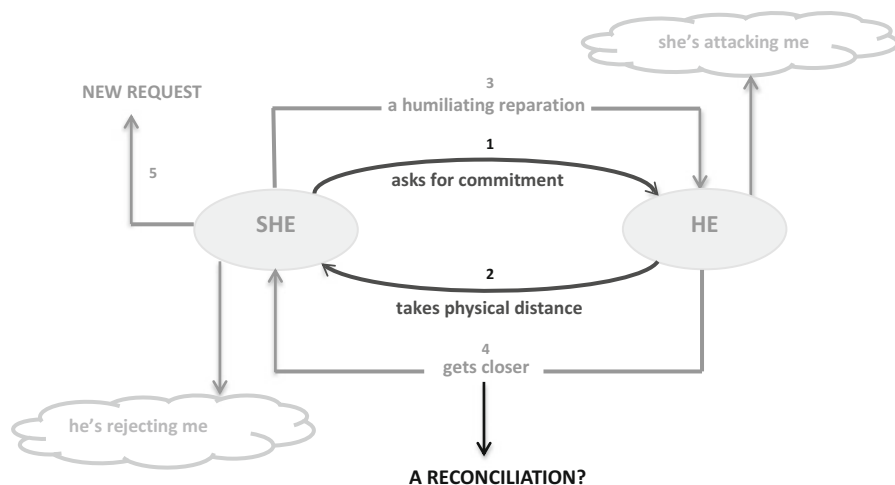 she's attacking me
3
NEW REQUEST
a humiliating reparation
1
5
asks for commitment
SHE
HE
2
takes physical distance
4
gets closer
he's rejecting me
A RECONCILIATION?